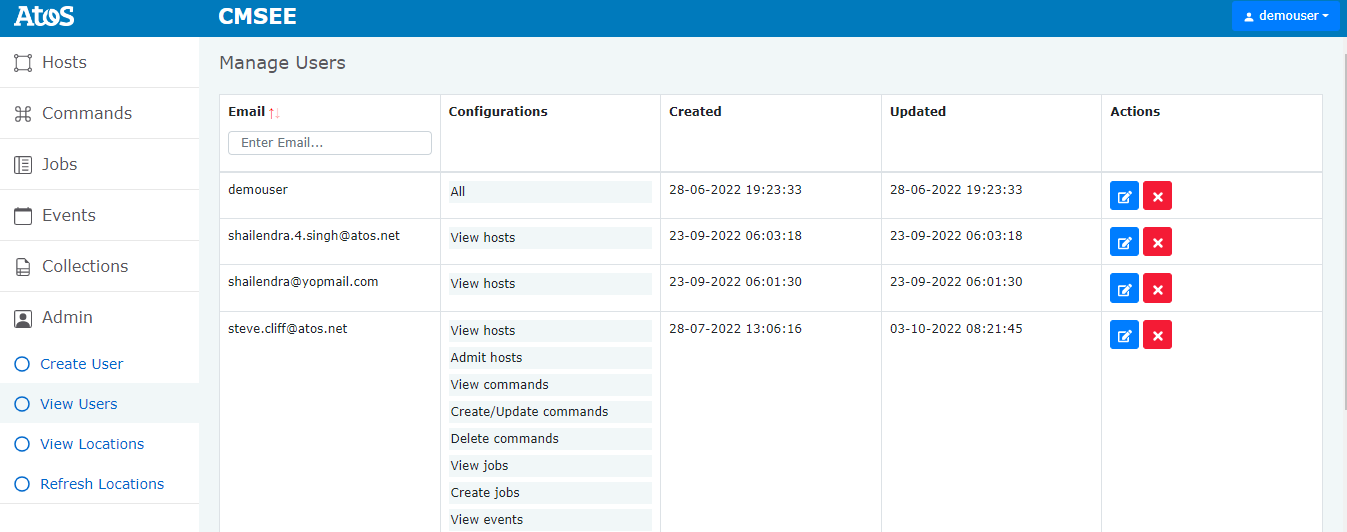 Atos
CMSEE
demouser
Hosts
Commands
Jobs
Events
Collections
Admin
Create User
View Users
View Locations
Refresh Locations
Manage Users
Email Configurations Created Updated Actions
Enter Email...
demouser All 28-06-2022 19:23:33 28-06-2022 19:23:33
shailendra.4.singh@atos.net View hosts 23-09-2022 06:03:18 23-09-2022 06:03:18
shailendra@yopmail.com View hosts 23-09-2022 06:01:30 23-09-2022 06:01:30
steve.cliff@atos.net View hosts 28-07-2022 13:06:16 03-10-2022 08:21:45
Admit hosts
View commands
Create/Update commands
Delete commands
View jobs
Create jobs
View events